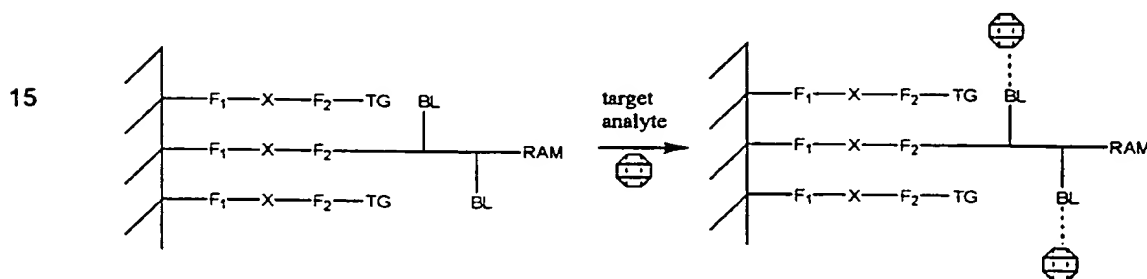 15
F₁—X—F₂—TG BL
F₁—X—F₂ RAM
F₁—X—F₂—TG BL
target
analyte
F₁—X—F₂—TG BL
F₁—X—F₂ RAM
F₁—X—F₂—TG BL